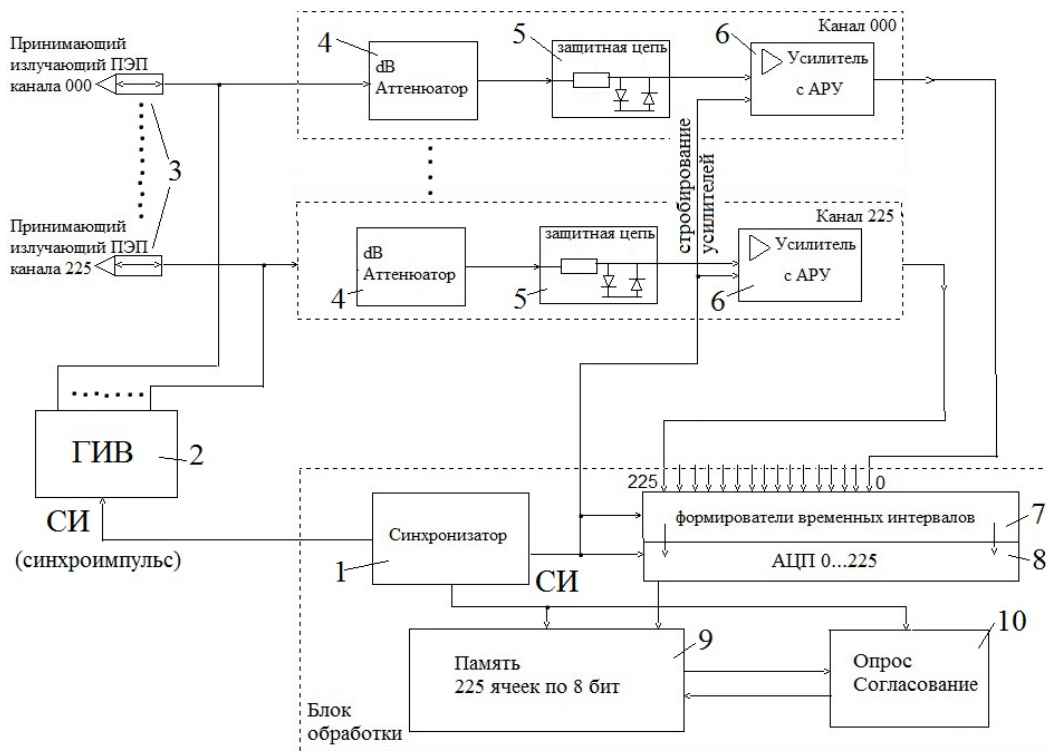 Принимающий
излучающий ПЭП
канала 000
3
Принимающий
излучающий ПЭП
канала 225
Канал 000
4
dB
Аттенюатор
5
защитная цепь
6
Усилитель
с АРУ
стробирование
усилителей
Канал 225
dB
Аттенюатор
4
защитная цепь
5
Усилитель
с АРУ
6
ГИВ
2
СИ
(синхроимпульс)
Синхронизатор
1
СИ
225
0
формирователи временных интервалов
7
АЦП 0...225
8
Память
225 ячеек по 8 бит
9
Опрос
Согласование
10
Блок
обработки